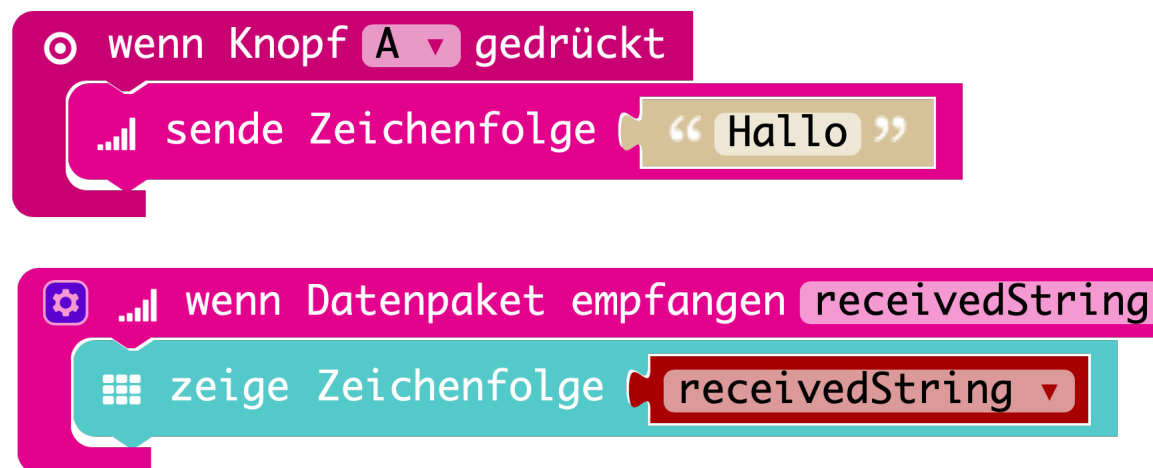 wenn Knopf A gedrückt
sende Zeichenfolge “ Hallo ”
wenn Datenpaket empfangen receivedString
zeige Zeichenfolge receivedString